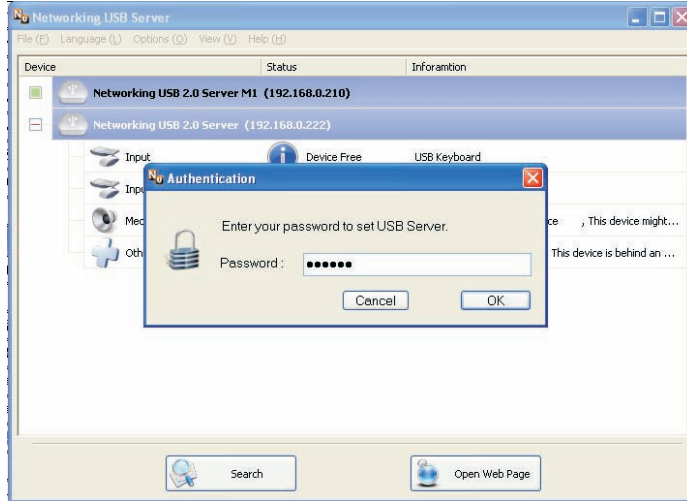 Networking USB Server
File (F) Language (L) Options (O) View (V) Help (H)
Device Status Inforamtion
Networking USB 2.0 Server M1 (192.168.0.210)
Networking USB 2.0 Server (192.168.0.222)
Input Device Free USB Keyboard
Authentication
Enter your password to set USB Server.
, This device might...
This device is behind an ...
Password : ●●●●●●
Cancel OK
Search Open Web Page